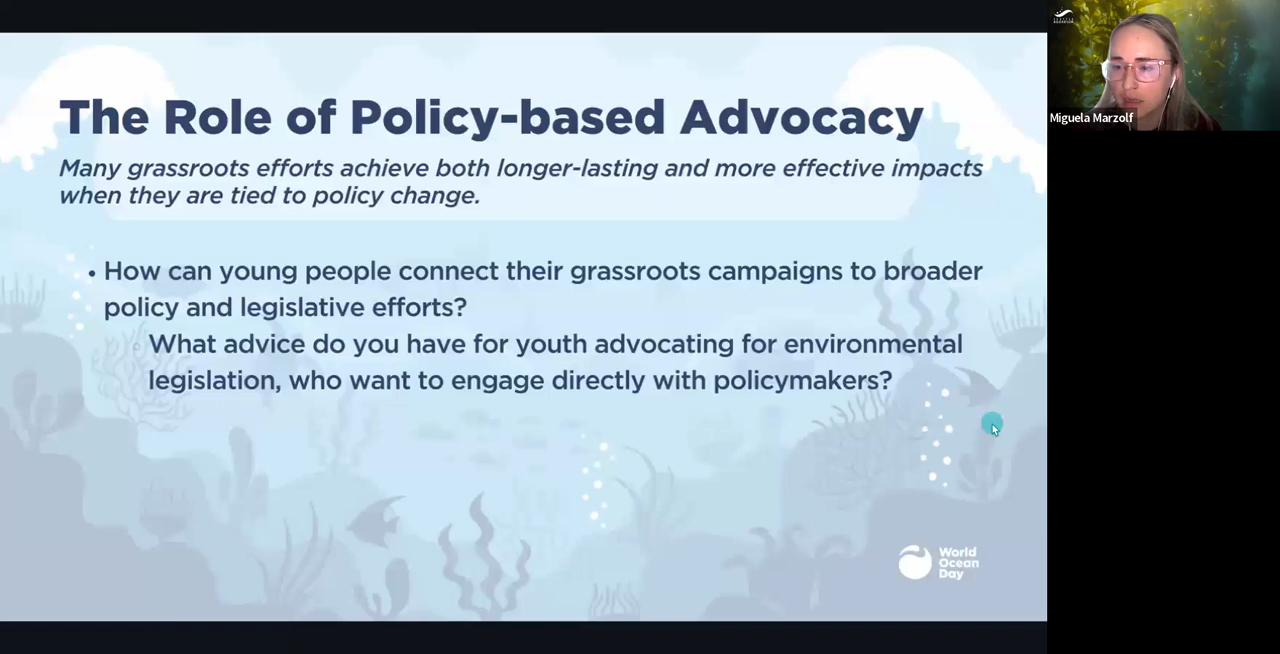 The Role of Policy-based Advocacy
Many grassroots efforts achieve both longer-lasting and more effective impacts
when they are tied to policy change.
• How can young people connect their grassroots campaigns to broader
policy and legislative efforts?
What advice do you have for youth advocating for environmental
legislation, who want to engage directly with policymakers?
World
Ocean
Day
Miguela Marzolf